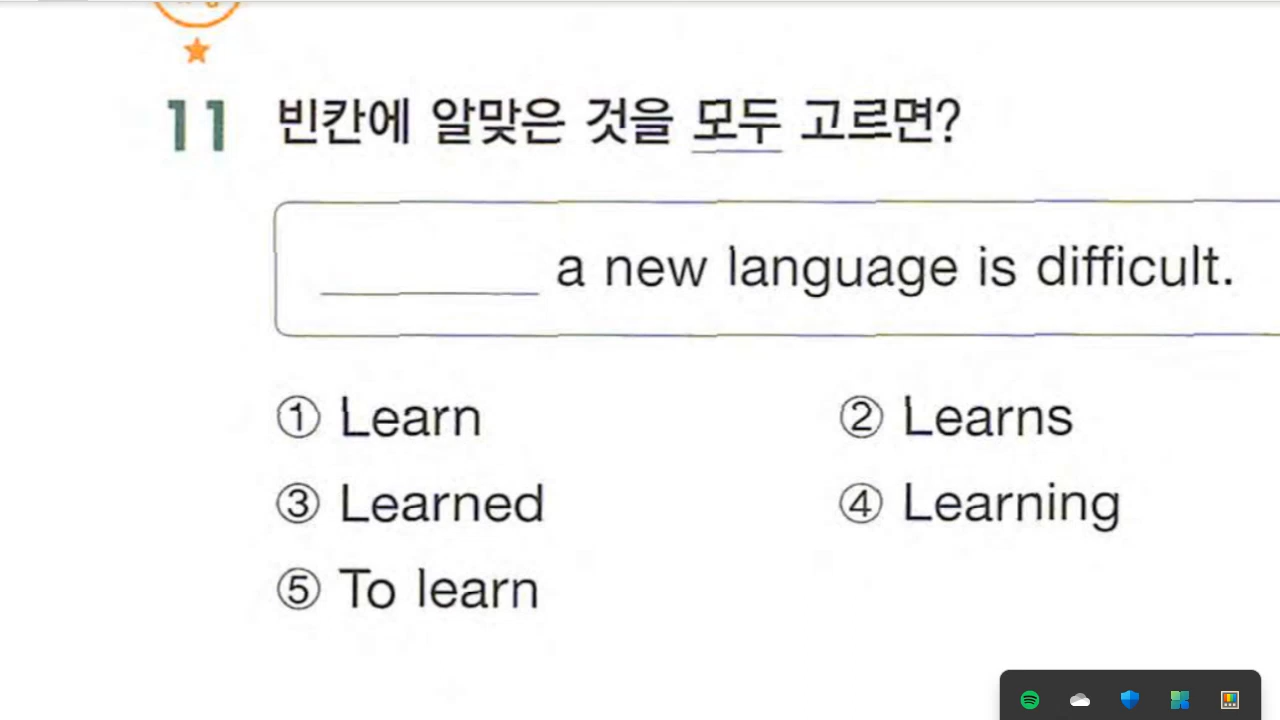 11 빈칸에 알맞은 것을 모두 고르면?
________ a new language is difficult.
① Learn ② Learns
③ Learned ④ Learning
⑤ To learn